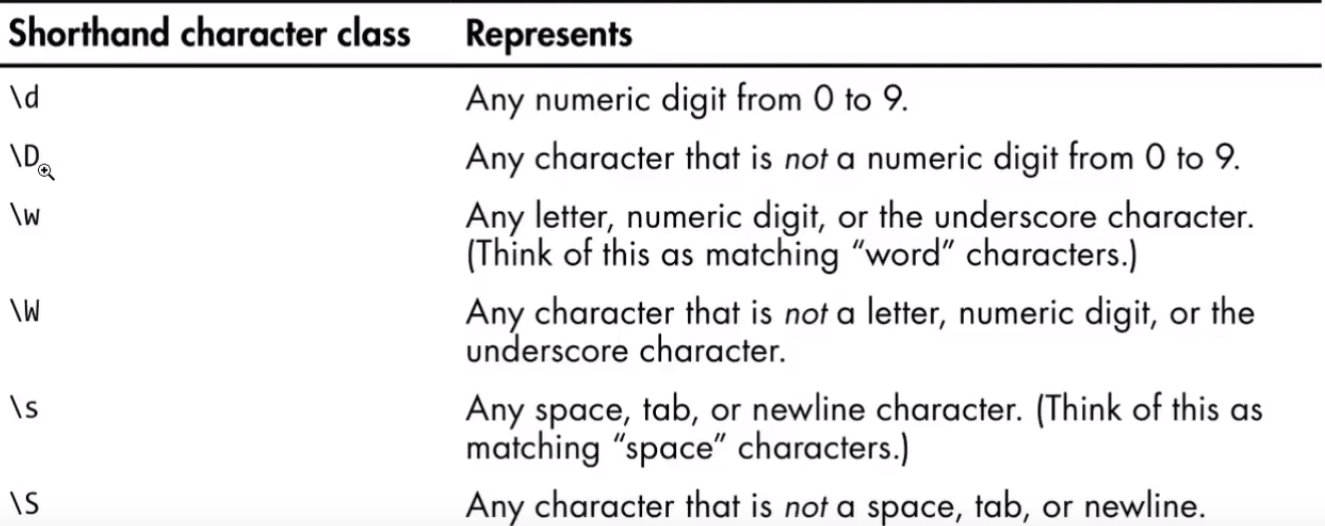 Shorthand character class Represents
\d Any numeric digit from 0 to 9.
\D Any character that is not a numeric digit from 0 to 9.
\w Any letter, numeric digit, or the underscore character.
(Think of this as matching “word” characters.)
\W Any character that is not a letter, numeric digit, or the
underscore character.
\s Any space, tab, or newline character. (Think of this as
matching “space” characters.)
\S Any character that is not a space, tab, or newline.